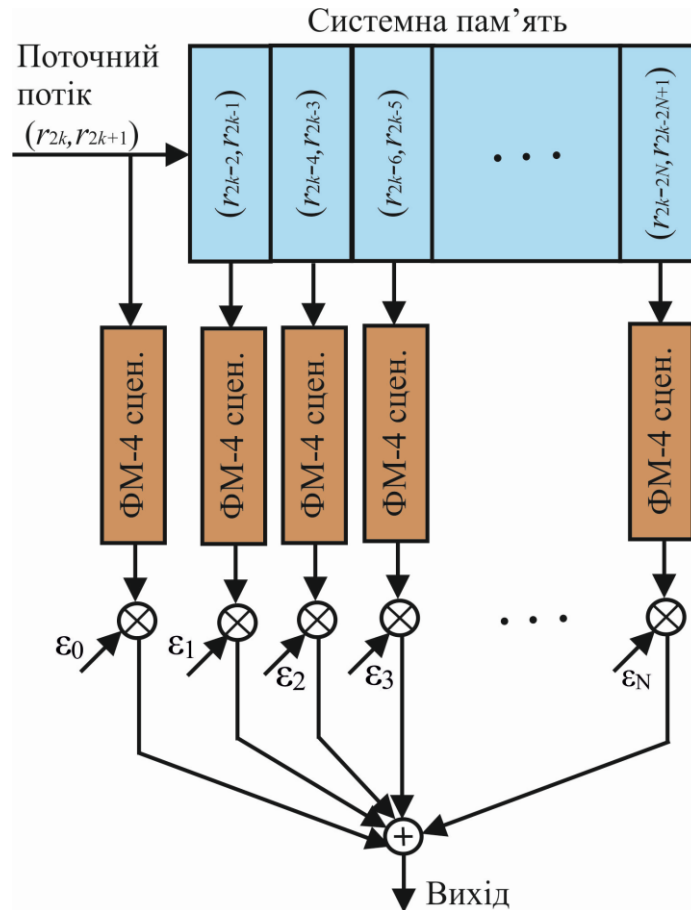 Системна пам’ять
Поточний
потік
(r2k, r2k+1)
(r2k−2, r2k-1)
(r2k−4, r2k-3)
(r2k−6, r2k-5)
. . .
(r2k−2N, r2k-2N+1)
ФМ-4 сцен.
ФМ-4 сцен.
ФМ-4 сцен.
ФМ-4 сцен.
ФМ-4 сцен.
. . .
ε0
ε1
ε2
ε3
εN
+
Вихід